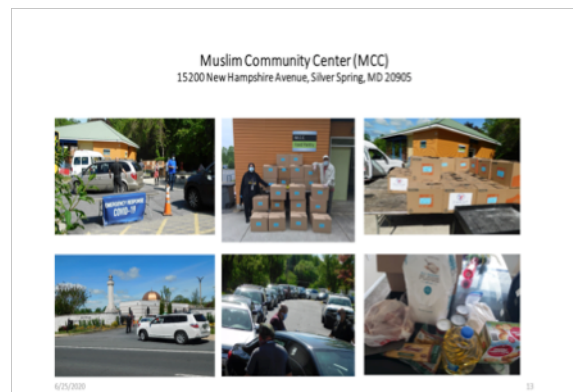 Muslim Community Center (MCC)
15200 New Hampshire Avenue, Silver Spring, MD 20905
EMERGENCY RESPONSE
COVID-19
6/25/2020
13